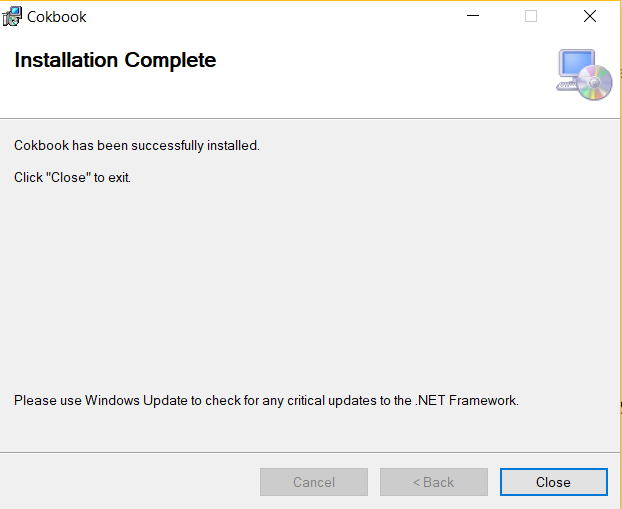 Cokbook
Installation Complete
Cokbook has been successfully installed.
Click "Close" to exit.
Please use Windows Update to check for any critical updates to the .NET Framework.
Cancel
< Back
Close